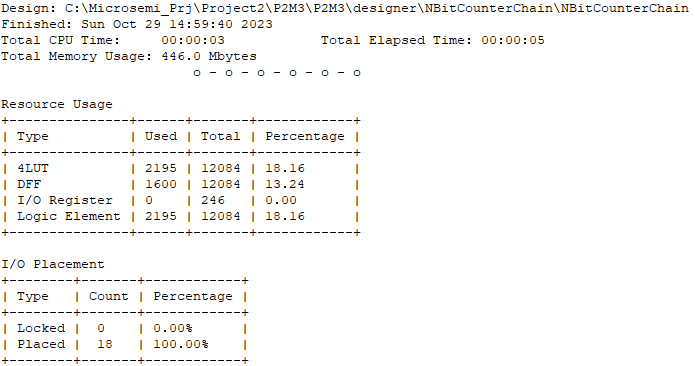 Design: C:\Microsemi_Prj\Project2\P2M3\P2M3\designer\NBitCounterChain\NBitCounterChain
Finished: Sun Oct 29 14:59:40 2023
Total CPU Time:     00:00:03            Total Elapsed Time: 00:00:05
Total Memory Usage: 446.0 Mbytes
                        o - o - o - o - o - o
Resource Usage
+---------------+------+-------+------------+
| Type          | Used | Total | Percentage |
+---------------+------+-------+------------+
| 4LUT          | 2195 | 12084 | 18.16      |
| DFF           | 1600 | 12084 | 13.24      |
| I/O Register  | 0    | 246   | 0.00       |
| Logic Element | 2195 | 12084 | 18.16      |
+---------------+------+-------+------------+
I/O Placement
+--------+-------+------------+
| Type   | Count | Percentage |
+--------+-------+------------+
| Locked |  0    | 0.00%      |
| Placed |  18   | 100.00%    |
+--------+-------+------------+